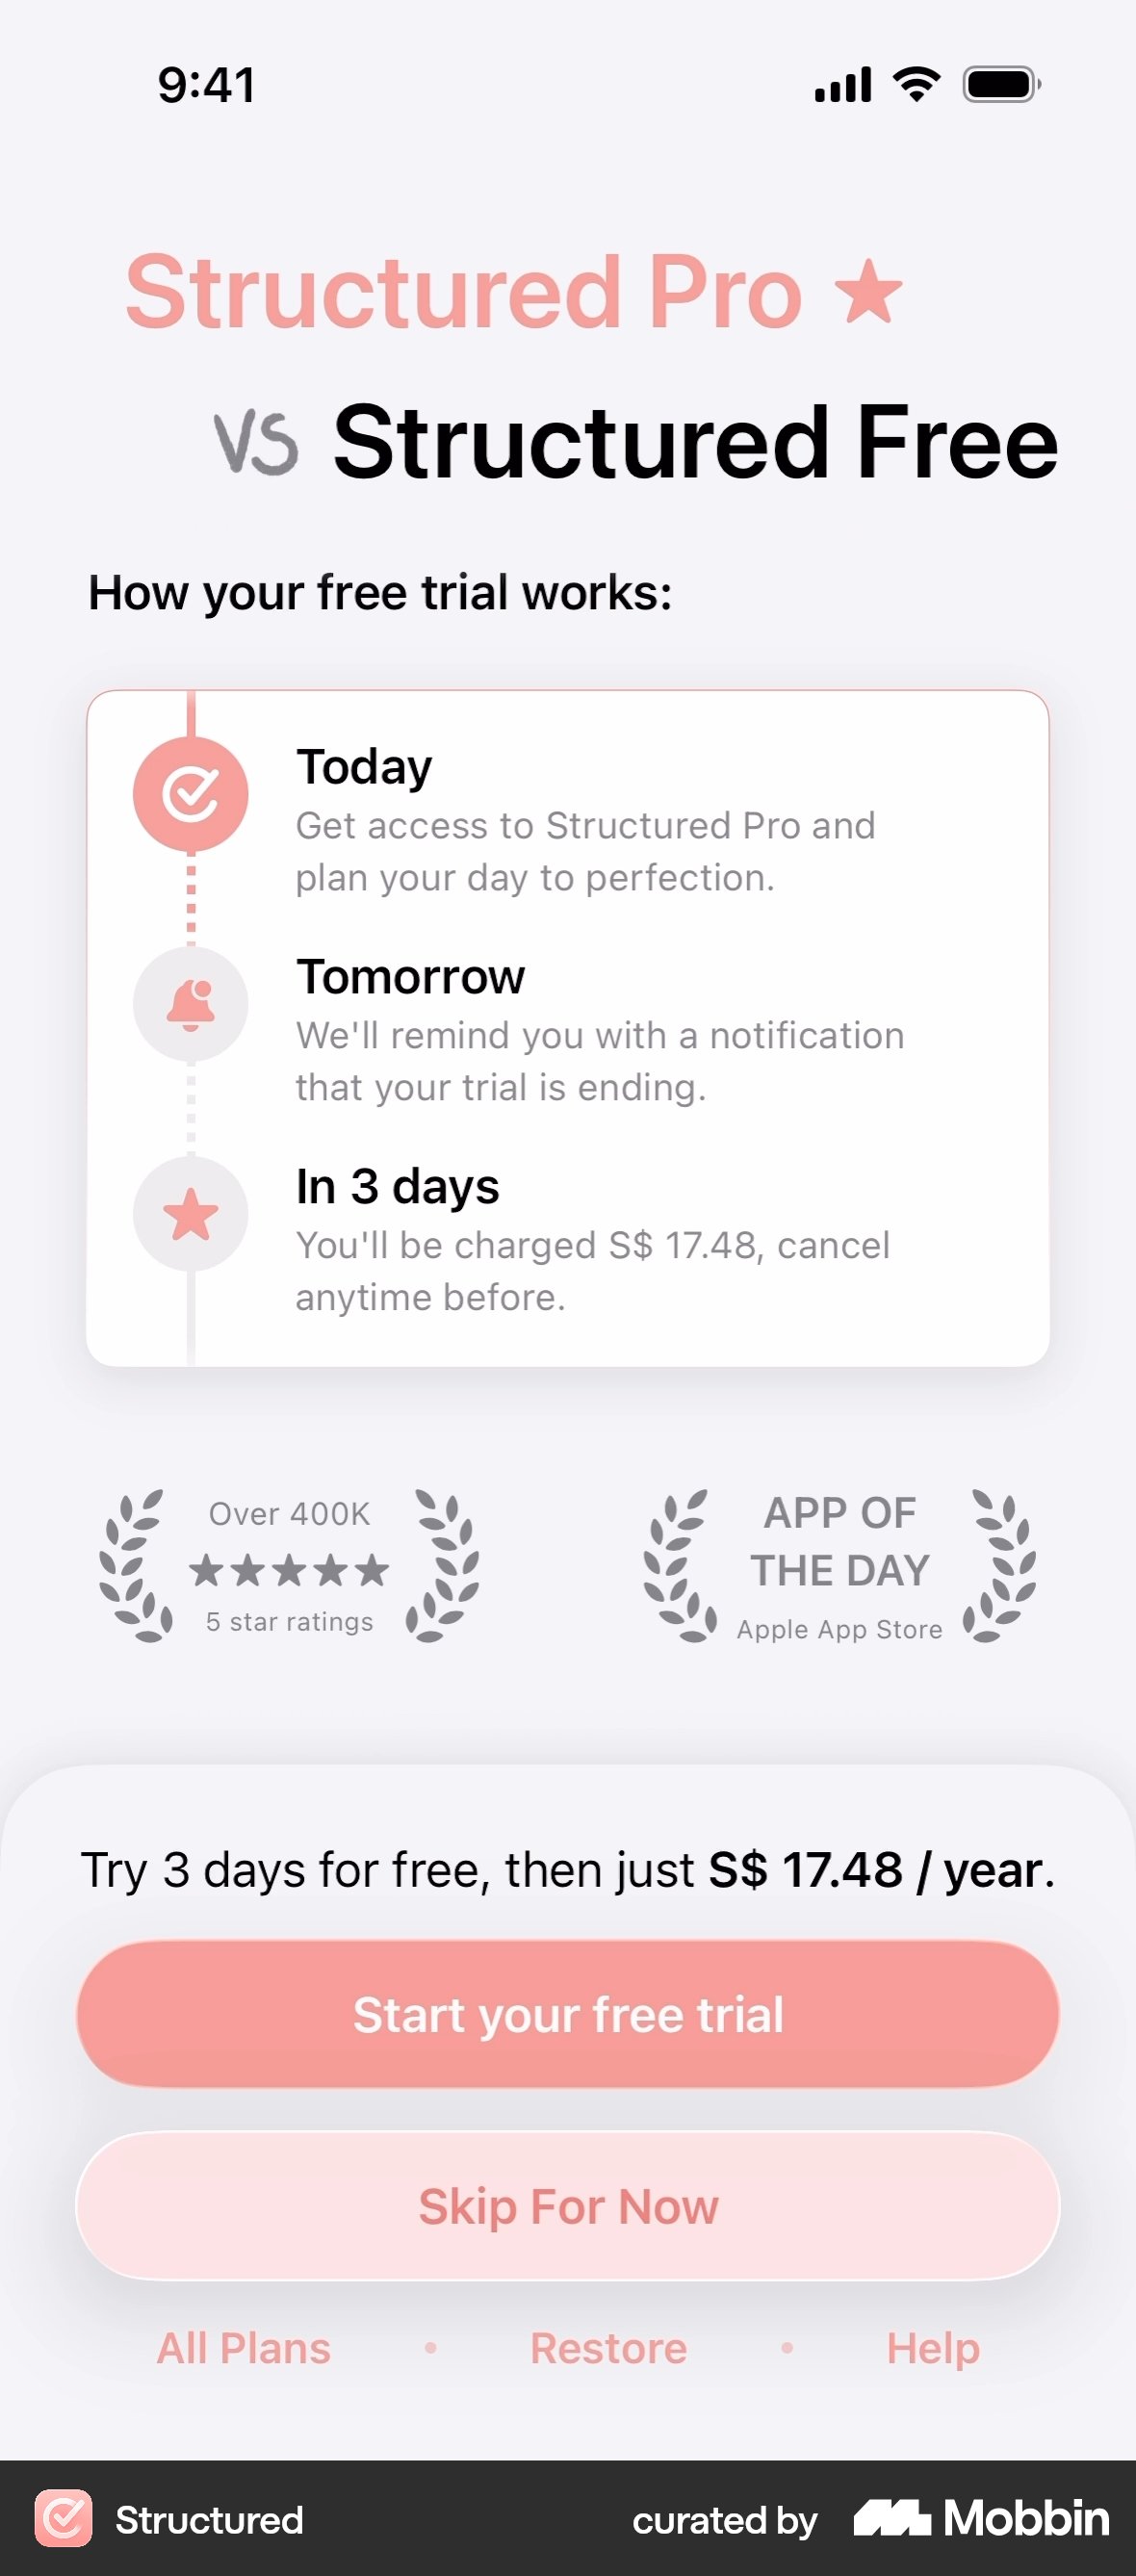 9:41
Structured Pro
VS Structured Free
How your free trial works:
Today
Get access to Structured Pro and
plan your day to perfection.
Tomorrow
We'll remind you with a notification
that your trial is ending.
In 3 days
You'll be charged S$ 17.48, cancel
anytime before.
Over 400K
5 star ratings
APP OF
THE DAY
Apple App Store
Try 3 days for free, then just S$ 17.48 / year.
Start your free trial
Skip For Now
All Plans • Restore • Help
Structured
curated by Mobbin